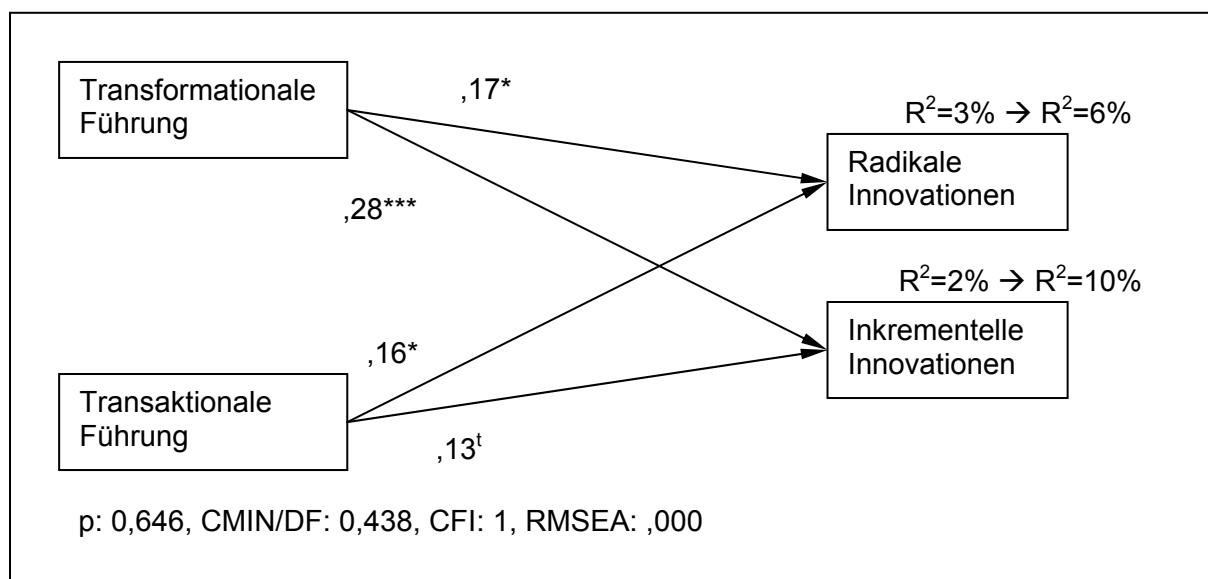 Transformationale
Führung
,17*
R²=3% → R²=6%
Radikale
Innovationen
,28***
R²=2% → R²=10%
Inkrementelle
Innovationen
,16*
Transaktionale
Führung
,13ᵗ
p: 0,646, CMIN/DF: 0,438, CFI: 1, RMSEA: ,000